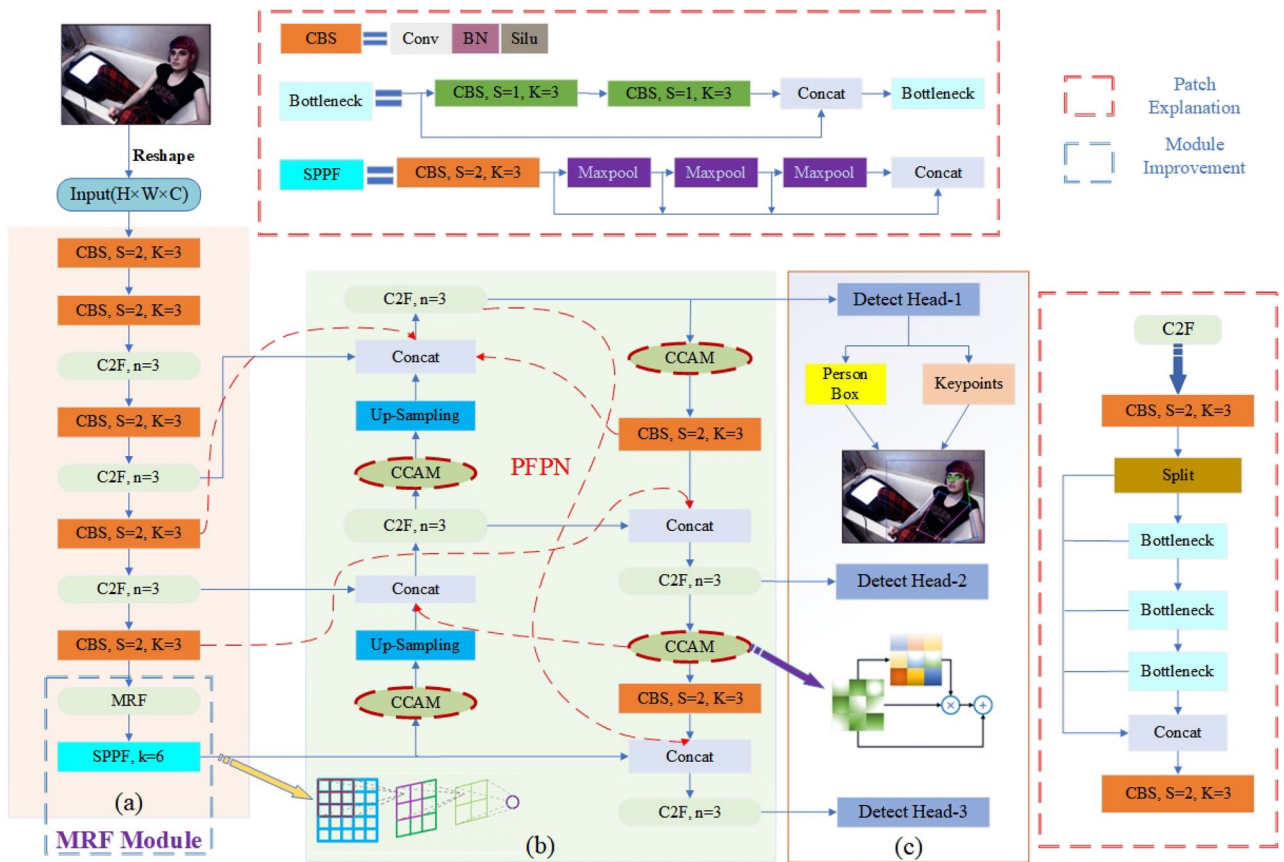 CBS
Conv
BN
Silu
Bottleneck
CBS, S=1, K=3
CBS, S=1, K=3
Concat
Bottleneck
SPPF
CBS, S=2, K=3
Maxpool
Maxpool
Maxpool
Concat
Patch
Explanation
Module
Improvement
Reshape
Input(H×W×C)
CBS, S=2, K=3
CBS, S=2, K=3
C2F, n=3
CBS, S=2, K=3
C2F, n=3
CBS, S=2, K=3
C2F, n=3
CBS, S=2, K=3
MRF
SPPF, k=6
(a)
MRF Module
C2F, n=3
Concat
Up-Sampling
CCAM
C2F, n=3
Concat
Up-Sampling
CCAM
PFPN
CCAM
CBS, S=2, K=3
Concat
C2F, n=3
CCAM
CBS, S=2, K=3
Concat
C2F, n=3
(b)
Detect Head-1
Person
Box
Keypoints
Detect Head-2
Detect Head-3
(c)
C2F
CBS, S=2, K=3
Split
Bottleneck
Bottleneck
Bottleneck
Concat
CBS, S=2, K=3